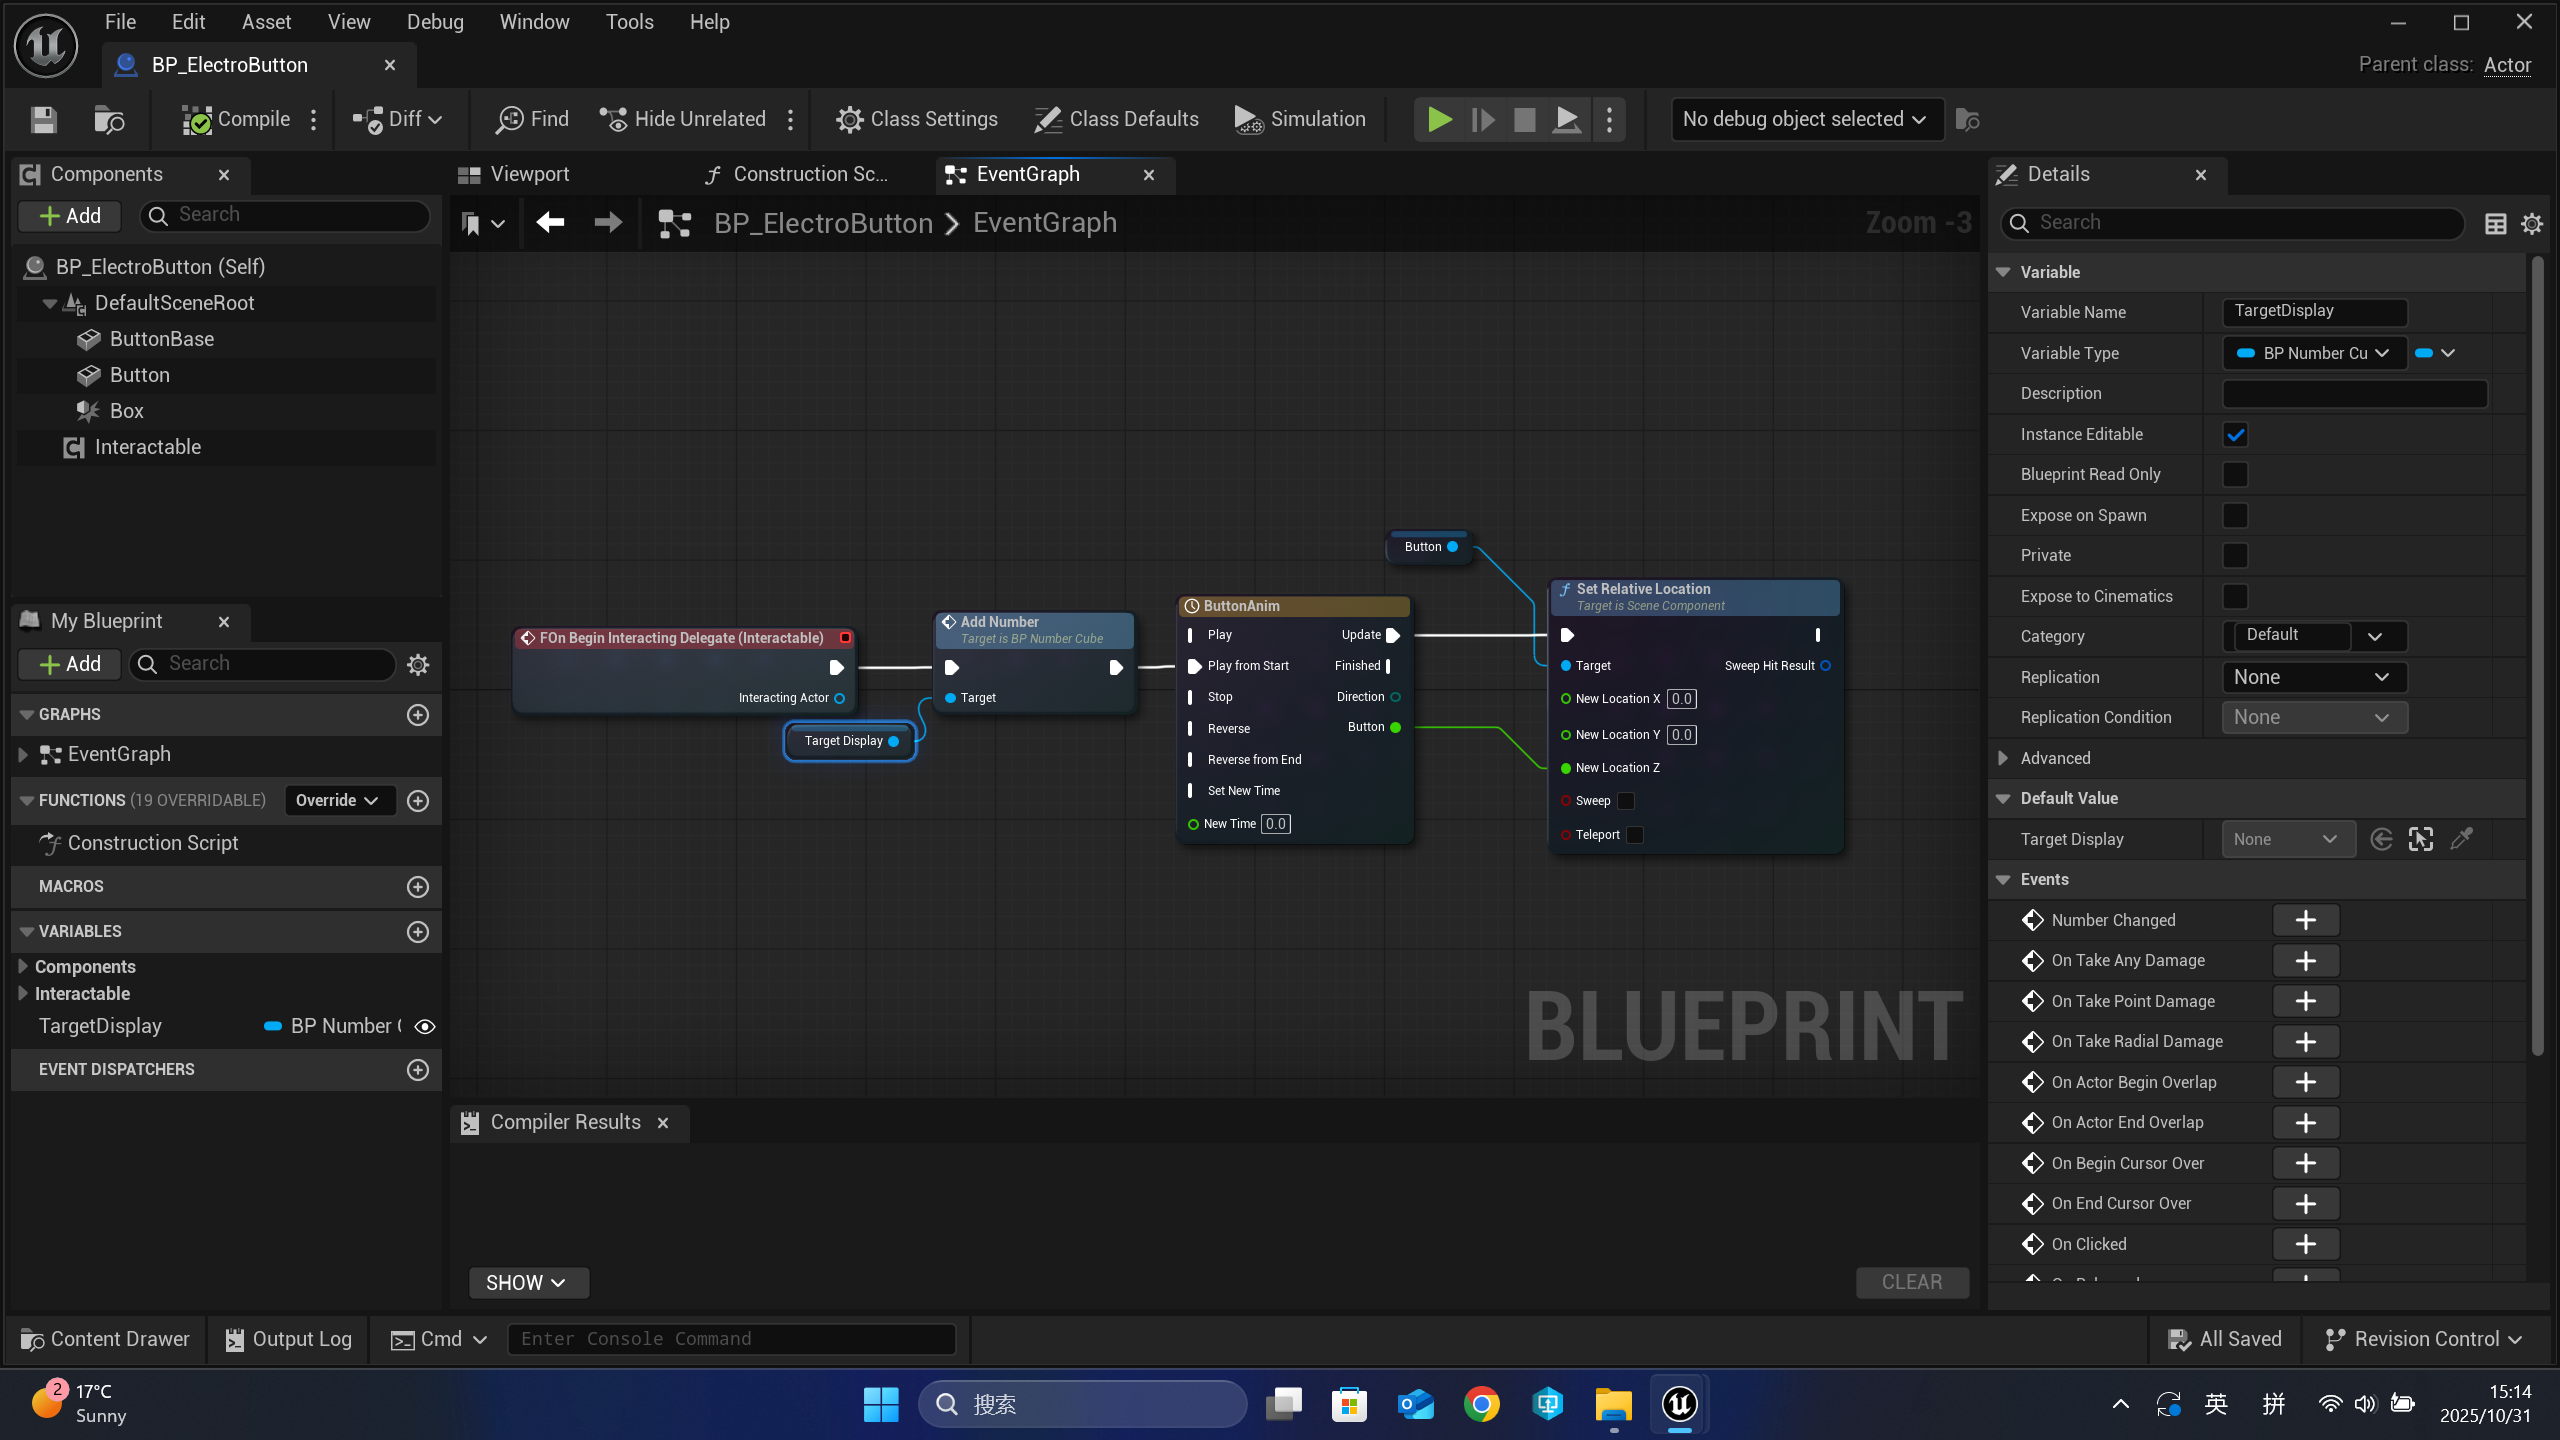 File Edit Asset View Debug Window Tools Help
BP_ElectroButton
Parent class: Actor
Compile Diff Find Hide Unrelated Class Settings Class Defaults Simulation No debug object selected
Components
Add Search
BP_ElectroButton (Self)
DefaultSceneRoot
ButtonBase
Button
Box
Interactable
My Blueprint
Add Search
GRAPHS
EventGraph
FUNCTIONS (19 OVERRIDABLE) Override
Construction Script
MACROS
VARIABLES
Components
Interactable
TargetDisplay BP Number
EVENT DISPATCHERS
Viewport Construction Sc... EventGraph
BP_ElectroButton > EventGraph Zoom -3
FOn Begin Interacting Delegate (Interactable)
Interacting Actor
Target Display
Add Number
Target is BP Number Cube
Target
ButtonAnim
Play Update
Play from Start Finished
Stop Direction
Reverse Button
Reverse from End
Set New Time
New Time 0.0
Button
Set Relative Location
Target is Scene Component
Target Sweep Hit Result
New Location X 0.0
New Location Y 0.0
New Location Z
Sweep
Teleport
BLUEPRINT
Compiler Results
SHOW CLEAR
Details
Search
Variable
Variable Name TargetDisplay
Variable Type BP Number Cu
Description
Instance Editable
Blueprint Read Only
Expose on Spawn
Private
Expose to Cinematics
Category Default
Replication None
Replication Condition None
Advanced
Default Value
Target Display None
Events
Number Changed
On Take Any Damage
On Take Point Damage
On Take Radial Damage
On Actor Begin Overlap
On Actor End Overlap
On Begin Cursor Over
On End Cursor Over
On Clicked
Content Drawer Output Log Cmd Enter Console Command All Saved Revision Control
2 17°C
Sunny
搜索
英 拼
15:14
2025/10/31